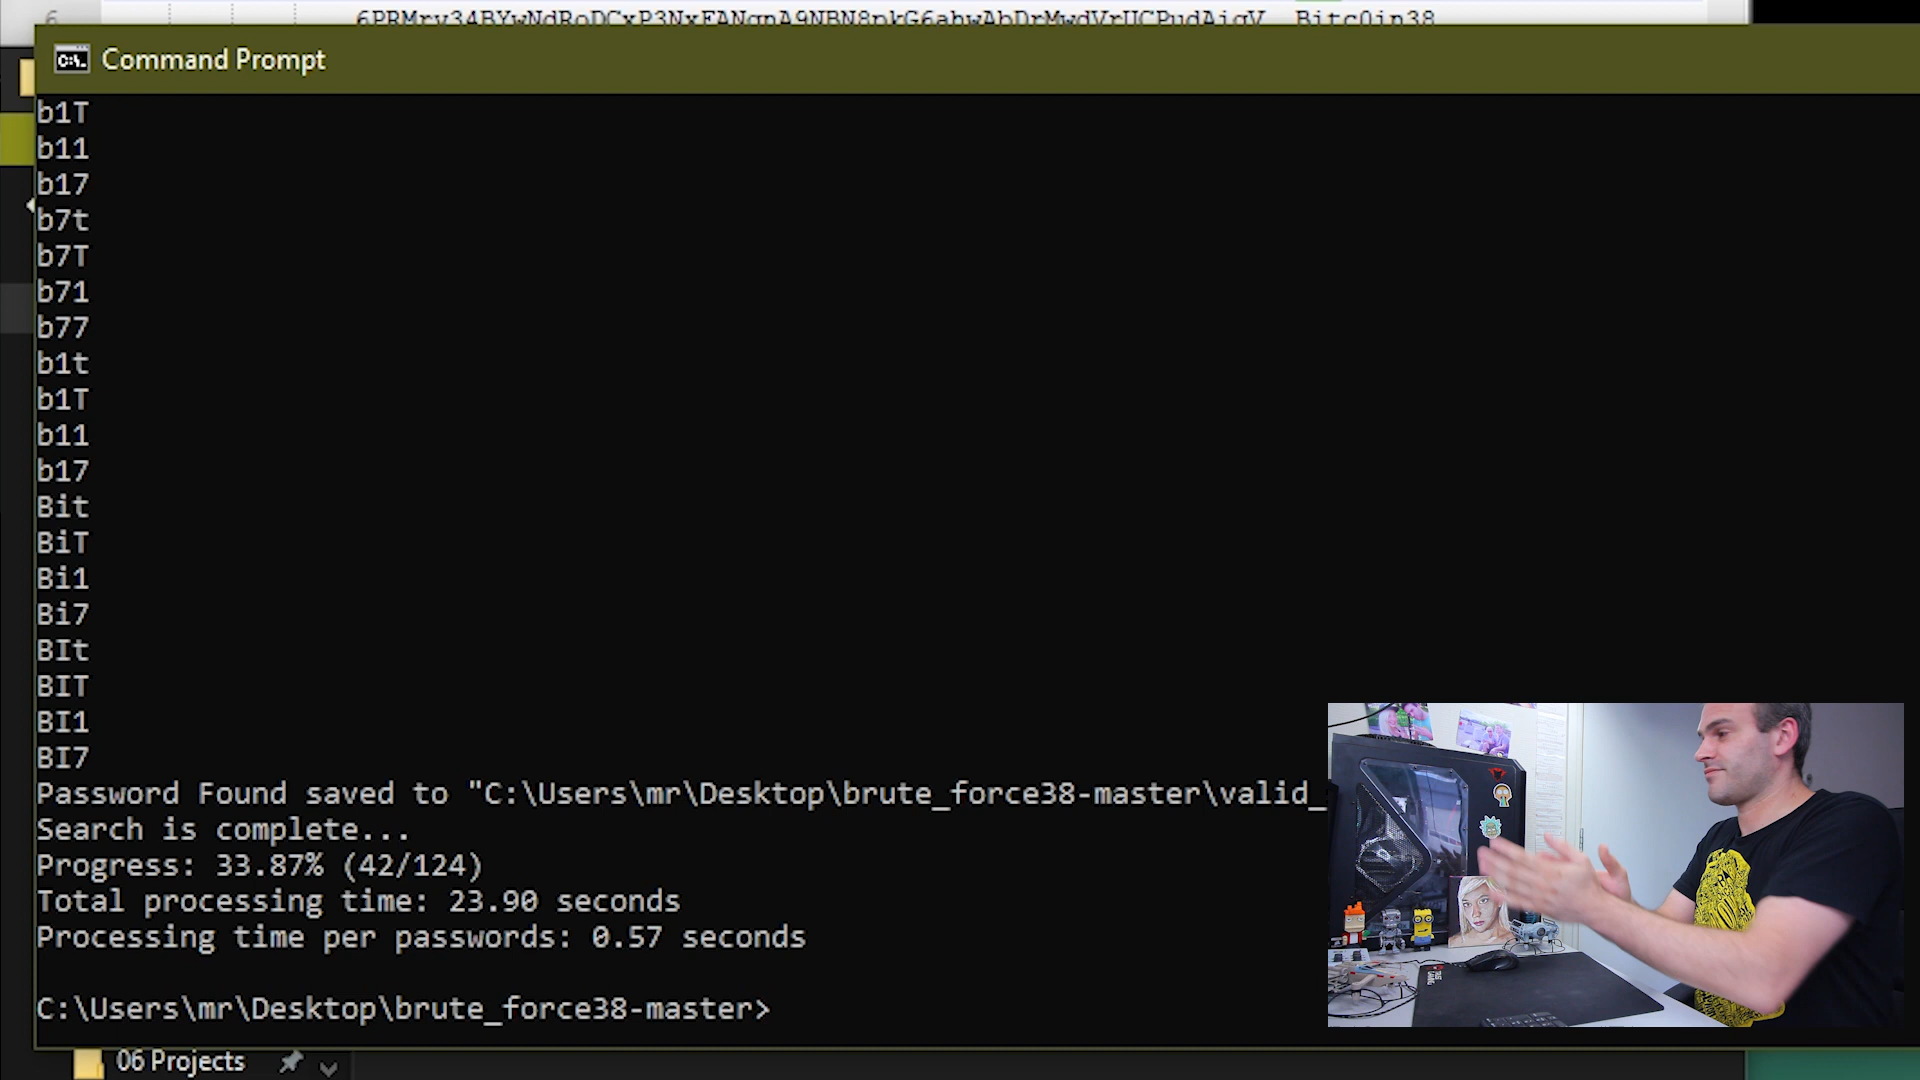 6 Bitc0in38
Command Prompt
b1T
b11
b17
b7t
b7T
b71
b77
b1t
b1T
b11
b17
Bit
BiT
Bi1
Bi7
BIt
BIT
BI1
BI7
Password Found saved to "C:\Users\mr\Desktop\brute_force38-master\valid_
Search is complete...
Progress: 33.87% (42/124)
Total processing time: 23.90 seconds
Processing time per passwords: 0.57 seconds
C:\Users\mr\Desktop\brute_force38-master>
06 Projects